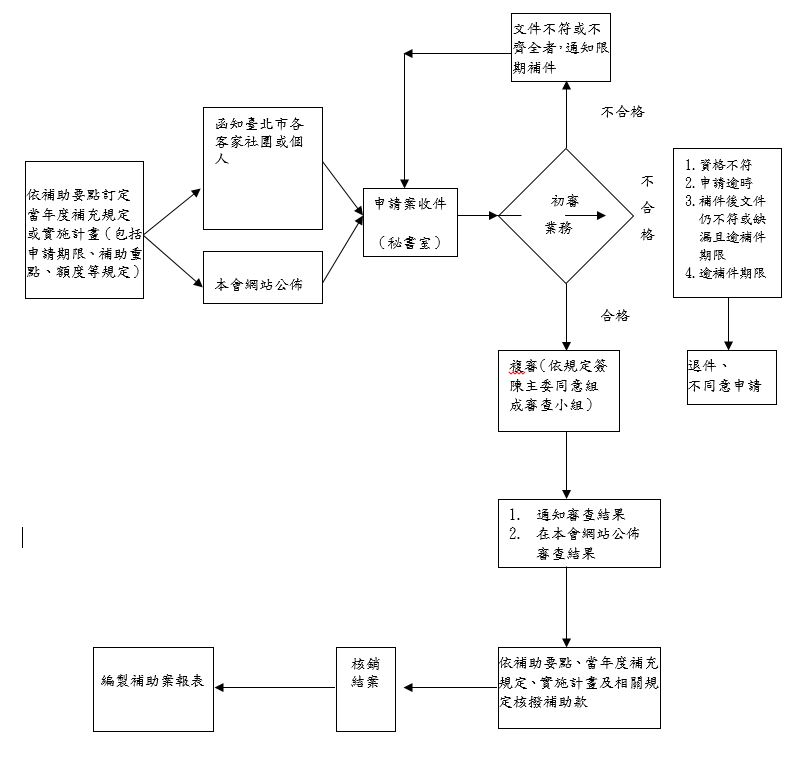 文件不符或不
齊全者，通知限
期補件
不合格
函知臺北市各
客家社團或個
人
依補助要點訂定
當年度補充規定
或實施計畫（包括
申請期限、補助重
點、額度等規定）
本會網站公佈
申請案收件
（秘書室）
初審
業務
不
合
格
1.資格不符
2.申請逾時
3.補件後文件
仍不符或缺
漏且逾補件
期限
4.逾補件期限
合格
複審（依規定簽
陳主委同意組
成審查小組）
退件、
不同意申請
1. 通知審查結果
2. 在本會網站公佈
審查結果
依補助要點、當年度補充
規定、實施計畫及相關規
定核撥補助款
核銷
結案
編製補助案報表